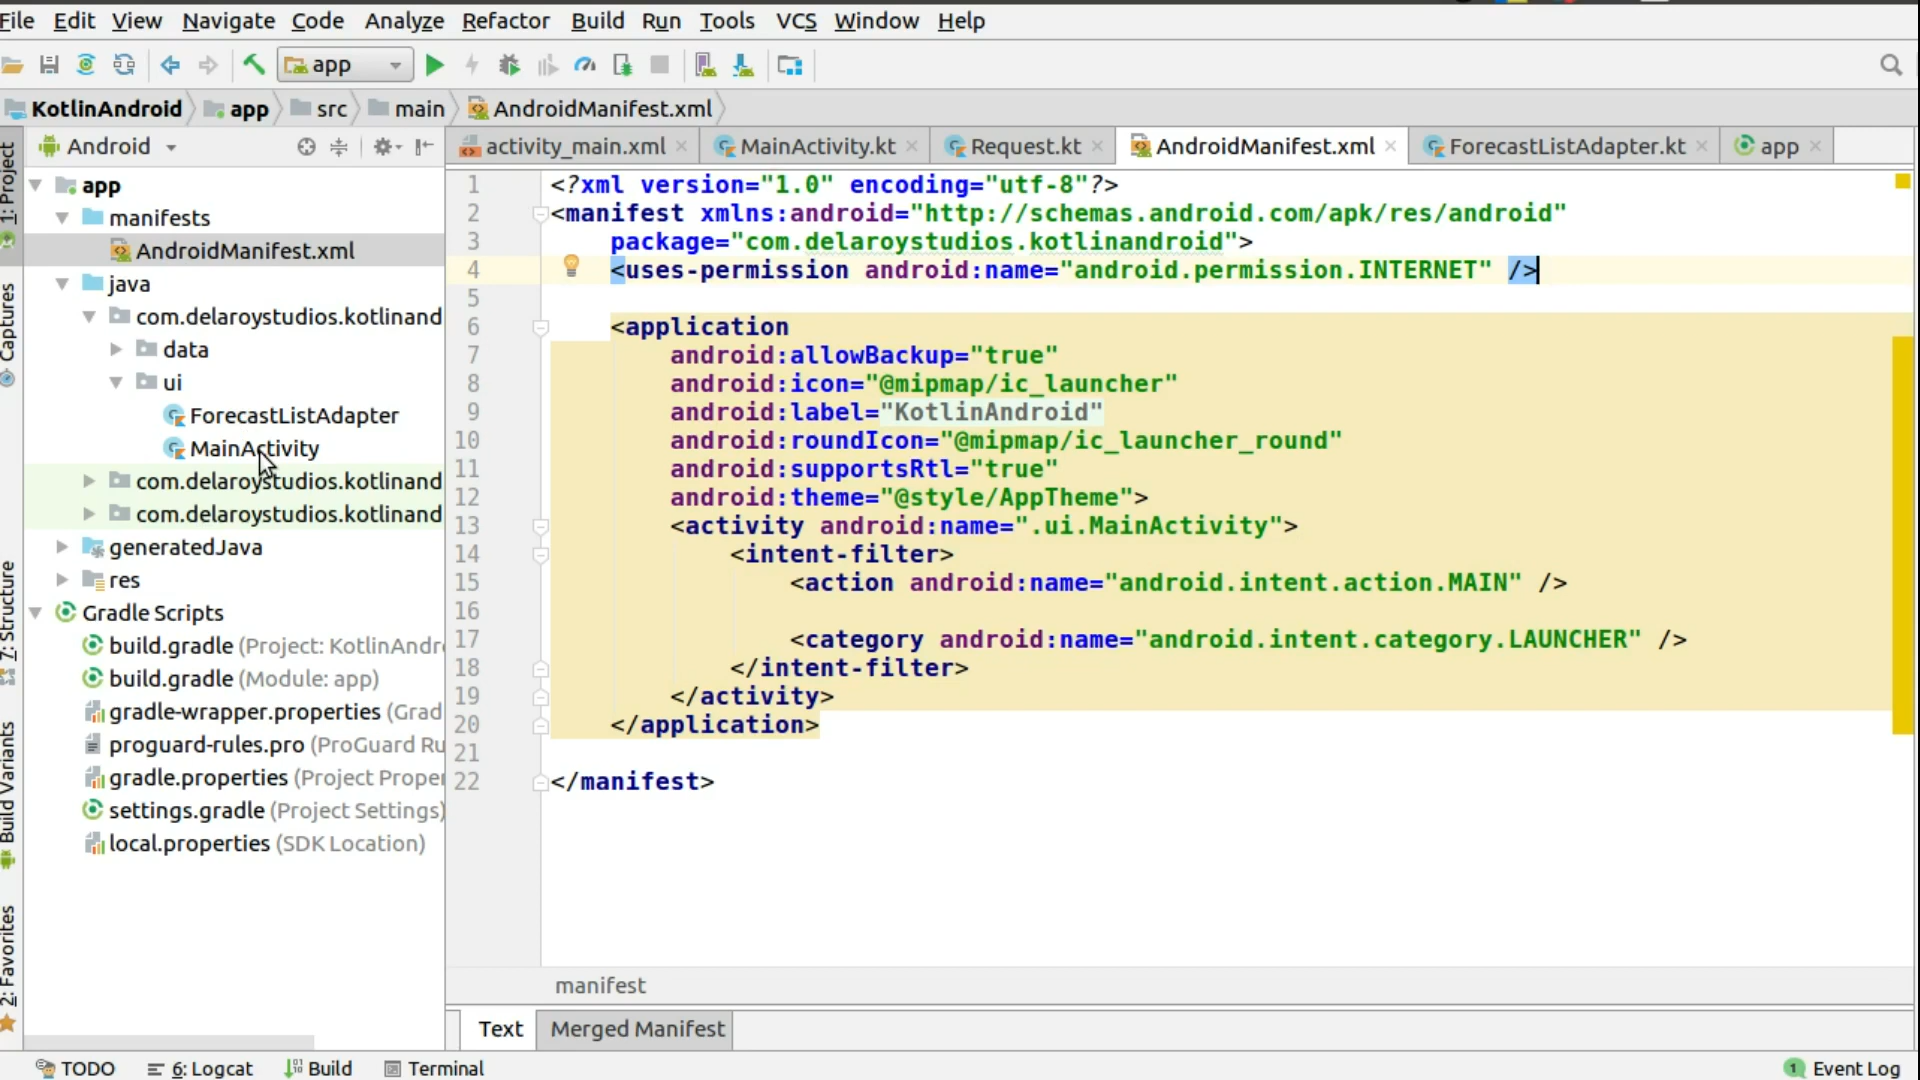 File Edit View Navigate Code Analyze Refactor Build Run Tools VCS Window Help
app
KotlinAndroid app src main AndroidManifest.xml
Android
activity_main.xml MainActivity.kt Request.kt AndroidManifest.xml ForecastListAdapter.kt app
1: Project
Captures
7: Structure
Build Variants
2: Favorites
app
manifests
AndroidManifest.xml
java
com.delaroystudios.kotlinand
data
ui
ForecastListAdapter
MainActivity
com.delaroystudios.kotlinand
com.delaroystudios.kotlinand
generatedJava
res
Gradle Scripts
build.gradle (Project: KotlinAndr
build.gradle (Module: app)
gradle-wrapper.properties (Grad
proguard-rules.pro (ProGuard Ru
gradle.properties (Project Proper
settings.gradle (Project Settings)
local.properties (SDK Location)
1 <?xml version="1.0" encoding="utf-8"?>
2 <manifest xmlns:android="http://schemas.android.com/apk/res/android"
3 package="com.delaroystudios.kotlinandroid">
4 <uses-permission android:name="android.permission.INTERNET" />
5
6 <application
7 android:allowBackup="true"
8 android:icon="@mipmap/ic_launcher"
9 android:label="KotlinAndroid"
10 android:roundIcon="@mipmap/ic_launcher_round"
11 android:supportsRtl="true"
12 android:theme="@style/AppTheme">
13 <activity android:name=".ui.MainActivity">
14 <intent-filter>
15 <action android:name="android.intent.action.MAIN" />
16
17 <category android:name="android.intent.category.LAUNCHER" />
18 </intent-filter>
19 </activity>
20 </application>
21
22 </manifest>
manifest
Text Merged Manifest
TODO 6: Logcat Build Terminal 1 Event Log